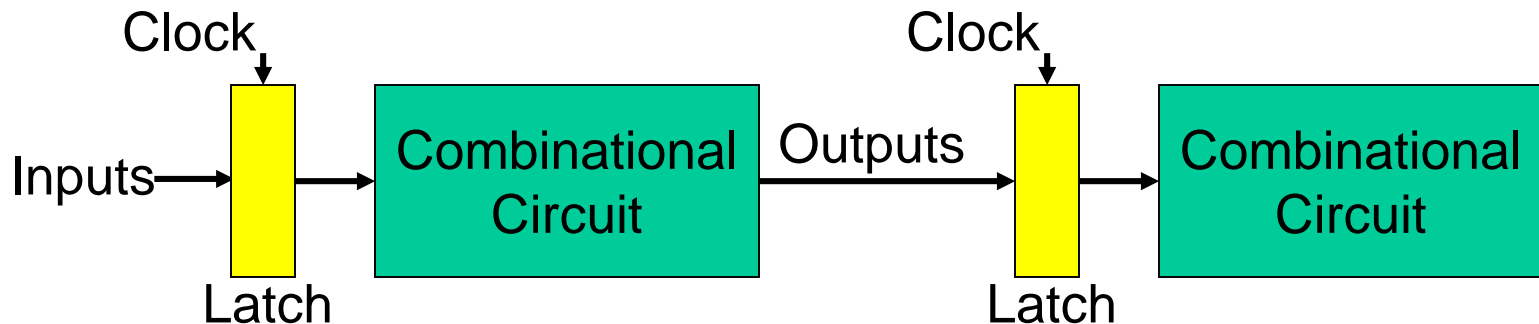 Clock
Clock
Inputs
Combinational
Circuit
Outputs
Combinational
Circuit
Latch
Latch